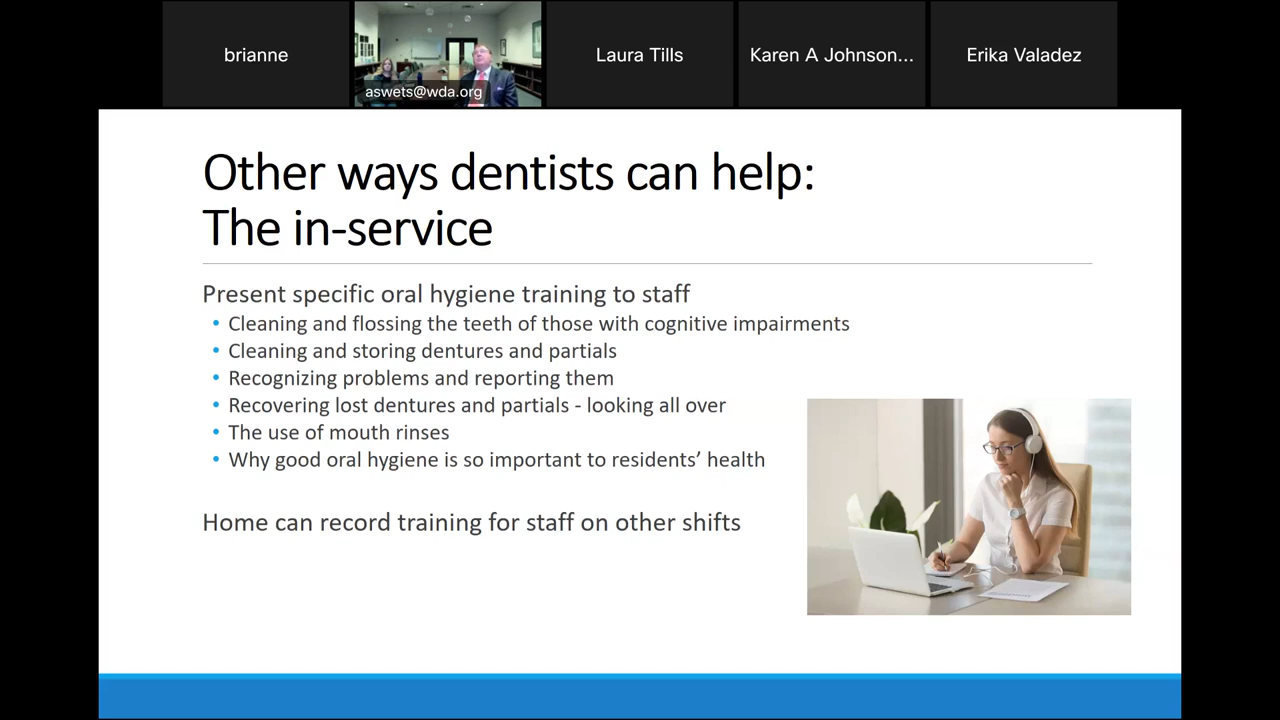 brianne
aswets@wda.org
Laura Tills
Karen A Johnson...
Erika Valadez
Other ways dentists can help:
The in-service
Present specific oral hygiene training to staff
• Cleaning and flossing the teeth of those with cognitive impairments
• Cleaning and storing dentures and partials
• Recognizing problems and reporting them
• Recovering lost dentures and partials - looking all over
• The use of mouth rinses
• Why good oral hygiene is so important to residents’ health
Home can record training for staff on other shifts